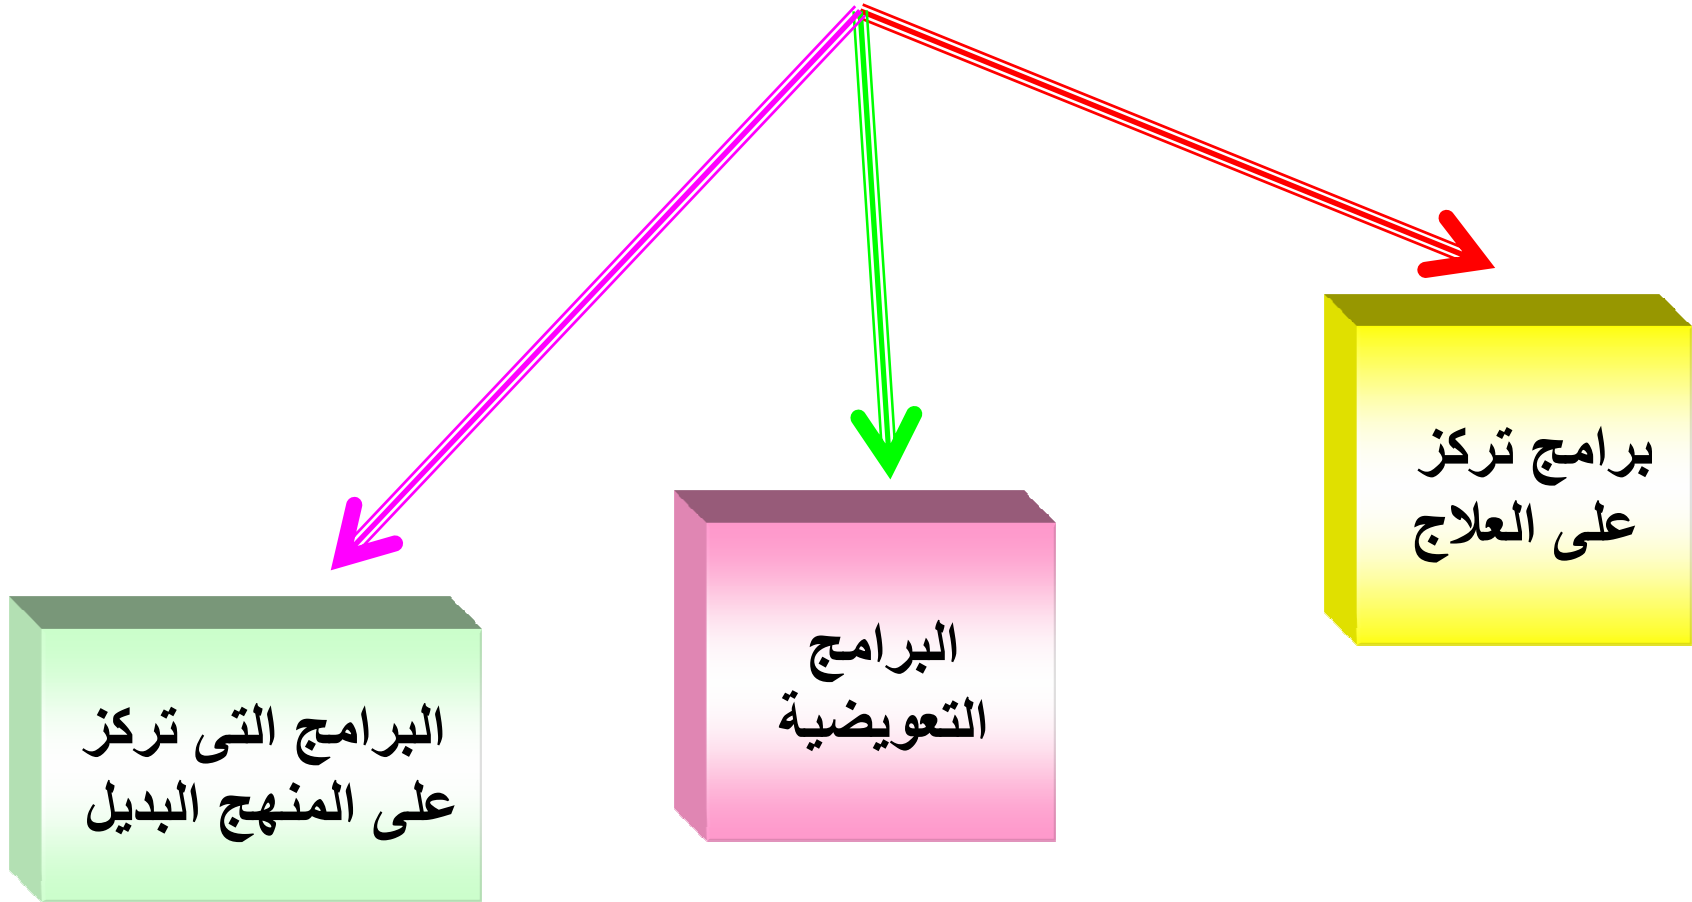 برامج تركز
على العلاج
البرامج
التعويضية
البرامج التى تركز
على المنهج البديل